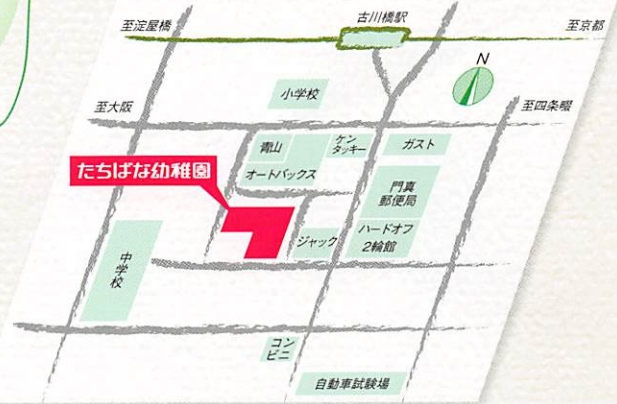 至淀屋橋
古川橋駅
至京都
N
小学校
至大阪
至四条畷
青山
ケン
タッキー
ガスト
オートバックス
たちばな幼稚園
門真
郵便局
ジャック
ハードオフ
2輪館
中
学
校
コン
ビニ
自動車試験場